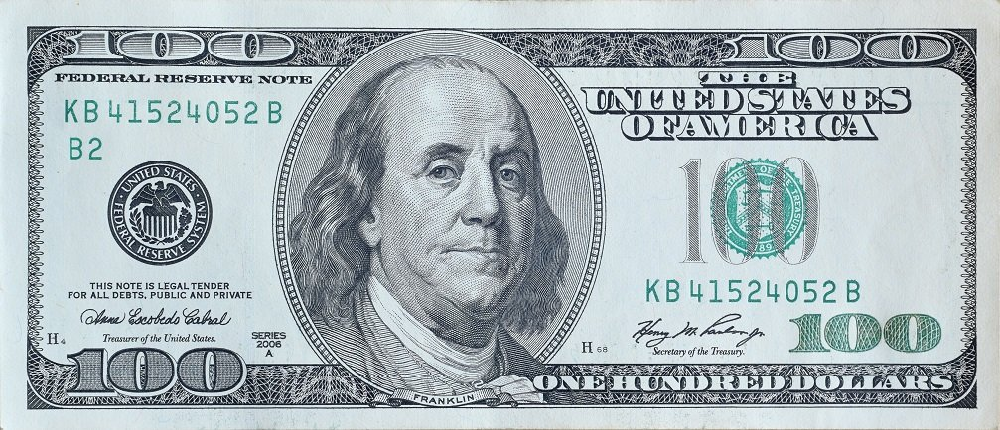 100
100
FEDERAL RESERVE NOTE
THE
UNITED STATES
OF AMERICA
KB 41524052 B
B2
100
UNITED STATES
FEDERAL RESERVE SYSTEM
THIS NOTE IS LEGAL TENDER
FOR ALL DEBTS, PUBLIC AND PRIVATE
KB 41524052 B
Anna Escobedo Cabral
Treasurer of the United States.
SERIES
2006
A
H4
H 68
Henry M. Paulson, Jr.
Secretary of the Treasury.
100
100
FRANKLIN
ONE HUNDRED DOLLARS